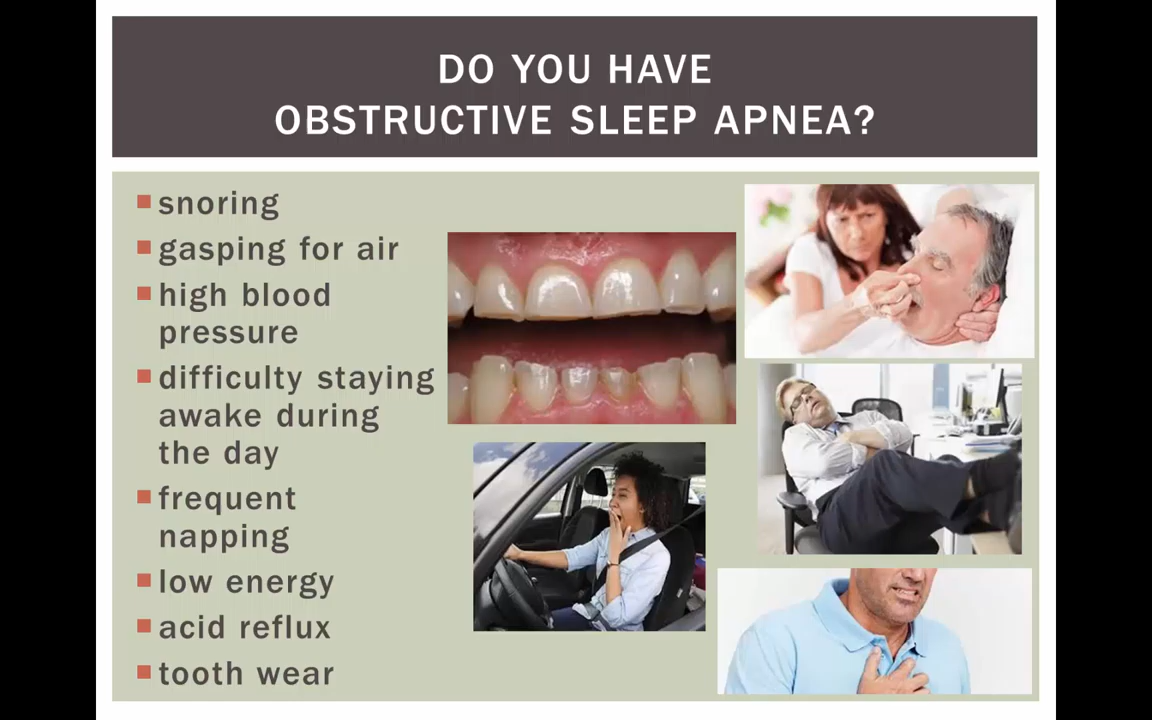 DO YOU HAVE
OBSTRUCTIVE SLEEP APNEA?
snoring
gasping for air
high blood
pressure
difficulty staying
awake during
the day
frequent
napping
low energy
acid reflux
tooth wear